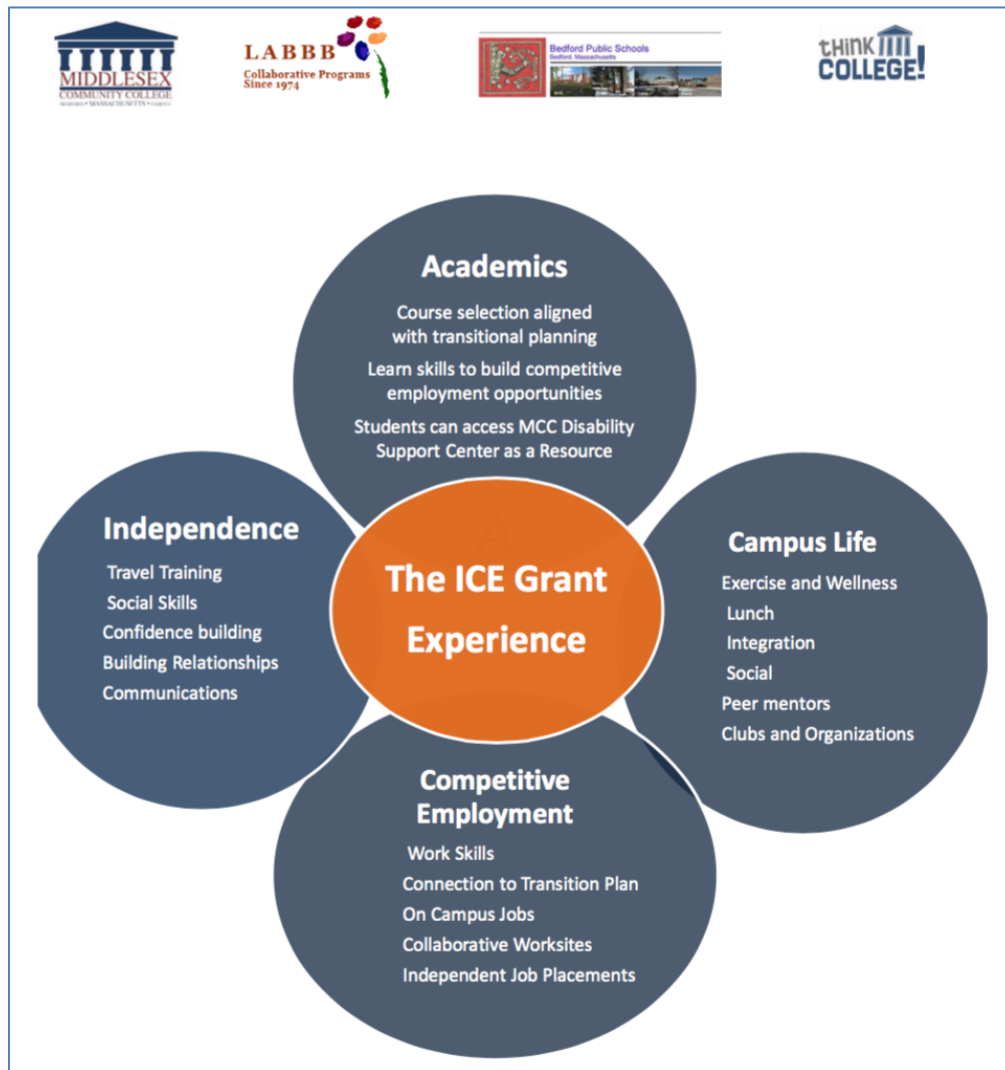 MIDDLESEX
COMMUNITY COLLEGE
LABBB
Collaborative Programs
Since 1974
Bedford Public Schools
Bedford, Massachusetts
tHiNK
COLLEGE!
Academics
Course selection aligned
with transitional planning
Learn skills to build competitive
employment opportunities
Students can access MCC Disability
Support Center as a Resource
Independence
Travel Training
Social Skills
Confidence building
Building Relationships
Communications
The ICE Grant
Experience
Campus Life
Exercise and Wellness
Lunch
Integration
Social
Peer mentors
Clubs and Organizations
Competitive
Employment
Work Skills
Connection to Transition Plan
On Campus Jobs
Collaborative Worksites
Independent Job Placements